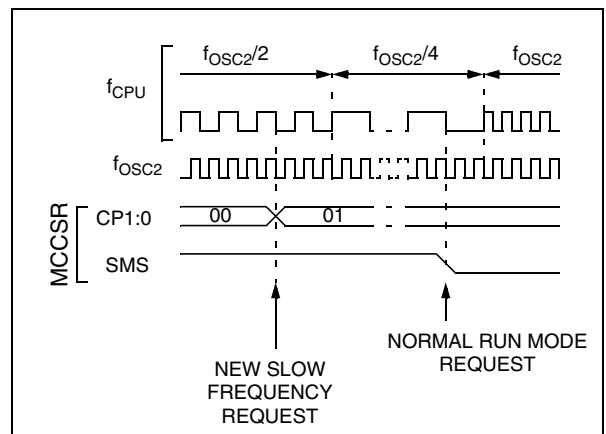 fOSC2/2 fOSC2/4 fOSC2
fCPU
fOSC2
MCCSR
CP1:0 00 01
SMS
NEW SLOW
FREQUENCY
REQUEST
NORMAL RUN MODE
REQUEST